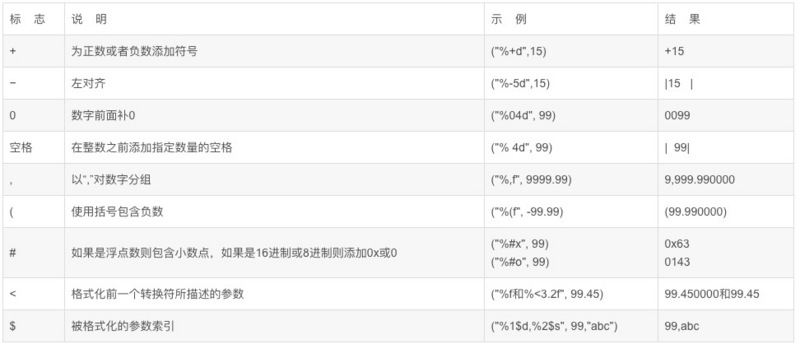 标 志 说 明 示 例 结 果
+ 为正数或者负数添加符号 ("%+d",15) +15
− 左对齐 ("%-5d",15) |15 |
0 数字前面补0 ("%04d", 99) 0099
空格 在整数之前添加指定数量的空格 ("% 4d", 99) | 99|
, 以“,”对数字分组 ("%,f", 9999.99) 9,999.990000
( 使用括号包含负数 ("%(f", -99.99) (99.990000)
# 如果是浮点数则包含小数点，如果是16进制或8进制则添加0x或0 ("%#x", 99) 0x63
("%#o", 99) 0143
< 格式化前一个转换符所描述的参数 ("%f和%<3.2f", 99.45) 99.450000和99.45
$ 被格式化的参数索引 ("%1$d,%2$s", 99,"abc") 99,abc